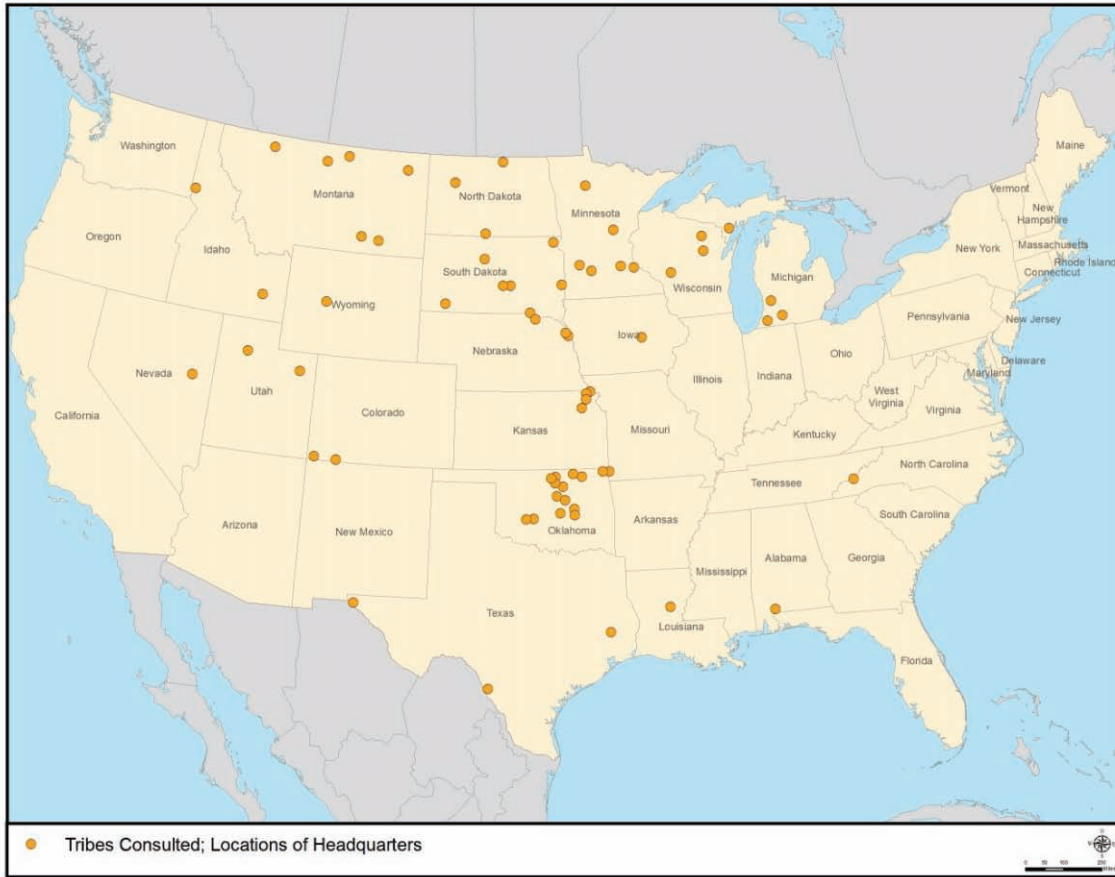 Washington
Maine
Montana
North Dakota
Minnesota
Vermont
New
Hampshire
Oregon
Idaho
South Dakota
Wisconsin
Michigan
New York
Massachusetts
Rhode Island
Connecticut
Wyoming
Pennsylvania
New Jersey
Nebraska
Iowa
Ohio
Nevada
Utah
Illinois
Indiana
Delaware
Maryland
West
Virginia
Virginia
California
Colorado
Kansas
Missouri
Kentucky
North Carolina
Tennessee
Arizona
New Mexico
Oklahoma
Arkansas
South Carolina
Mississippi
Alabama
Georgia
Texas
Louisiana
Florida
Tribes Consulted; Locations of Headquarters